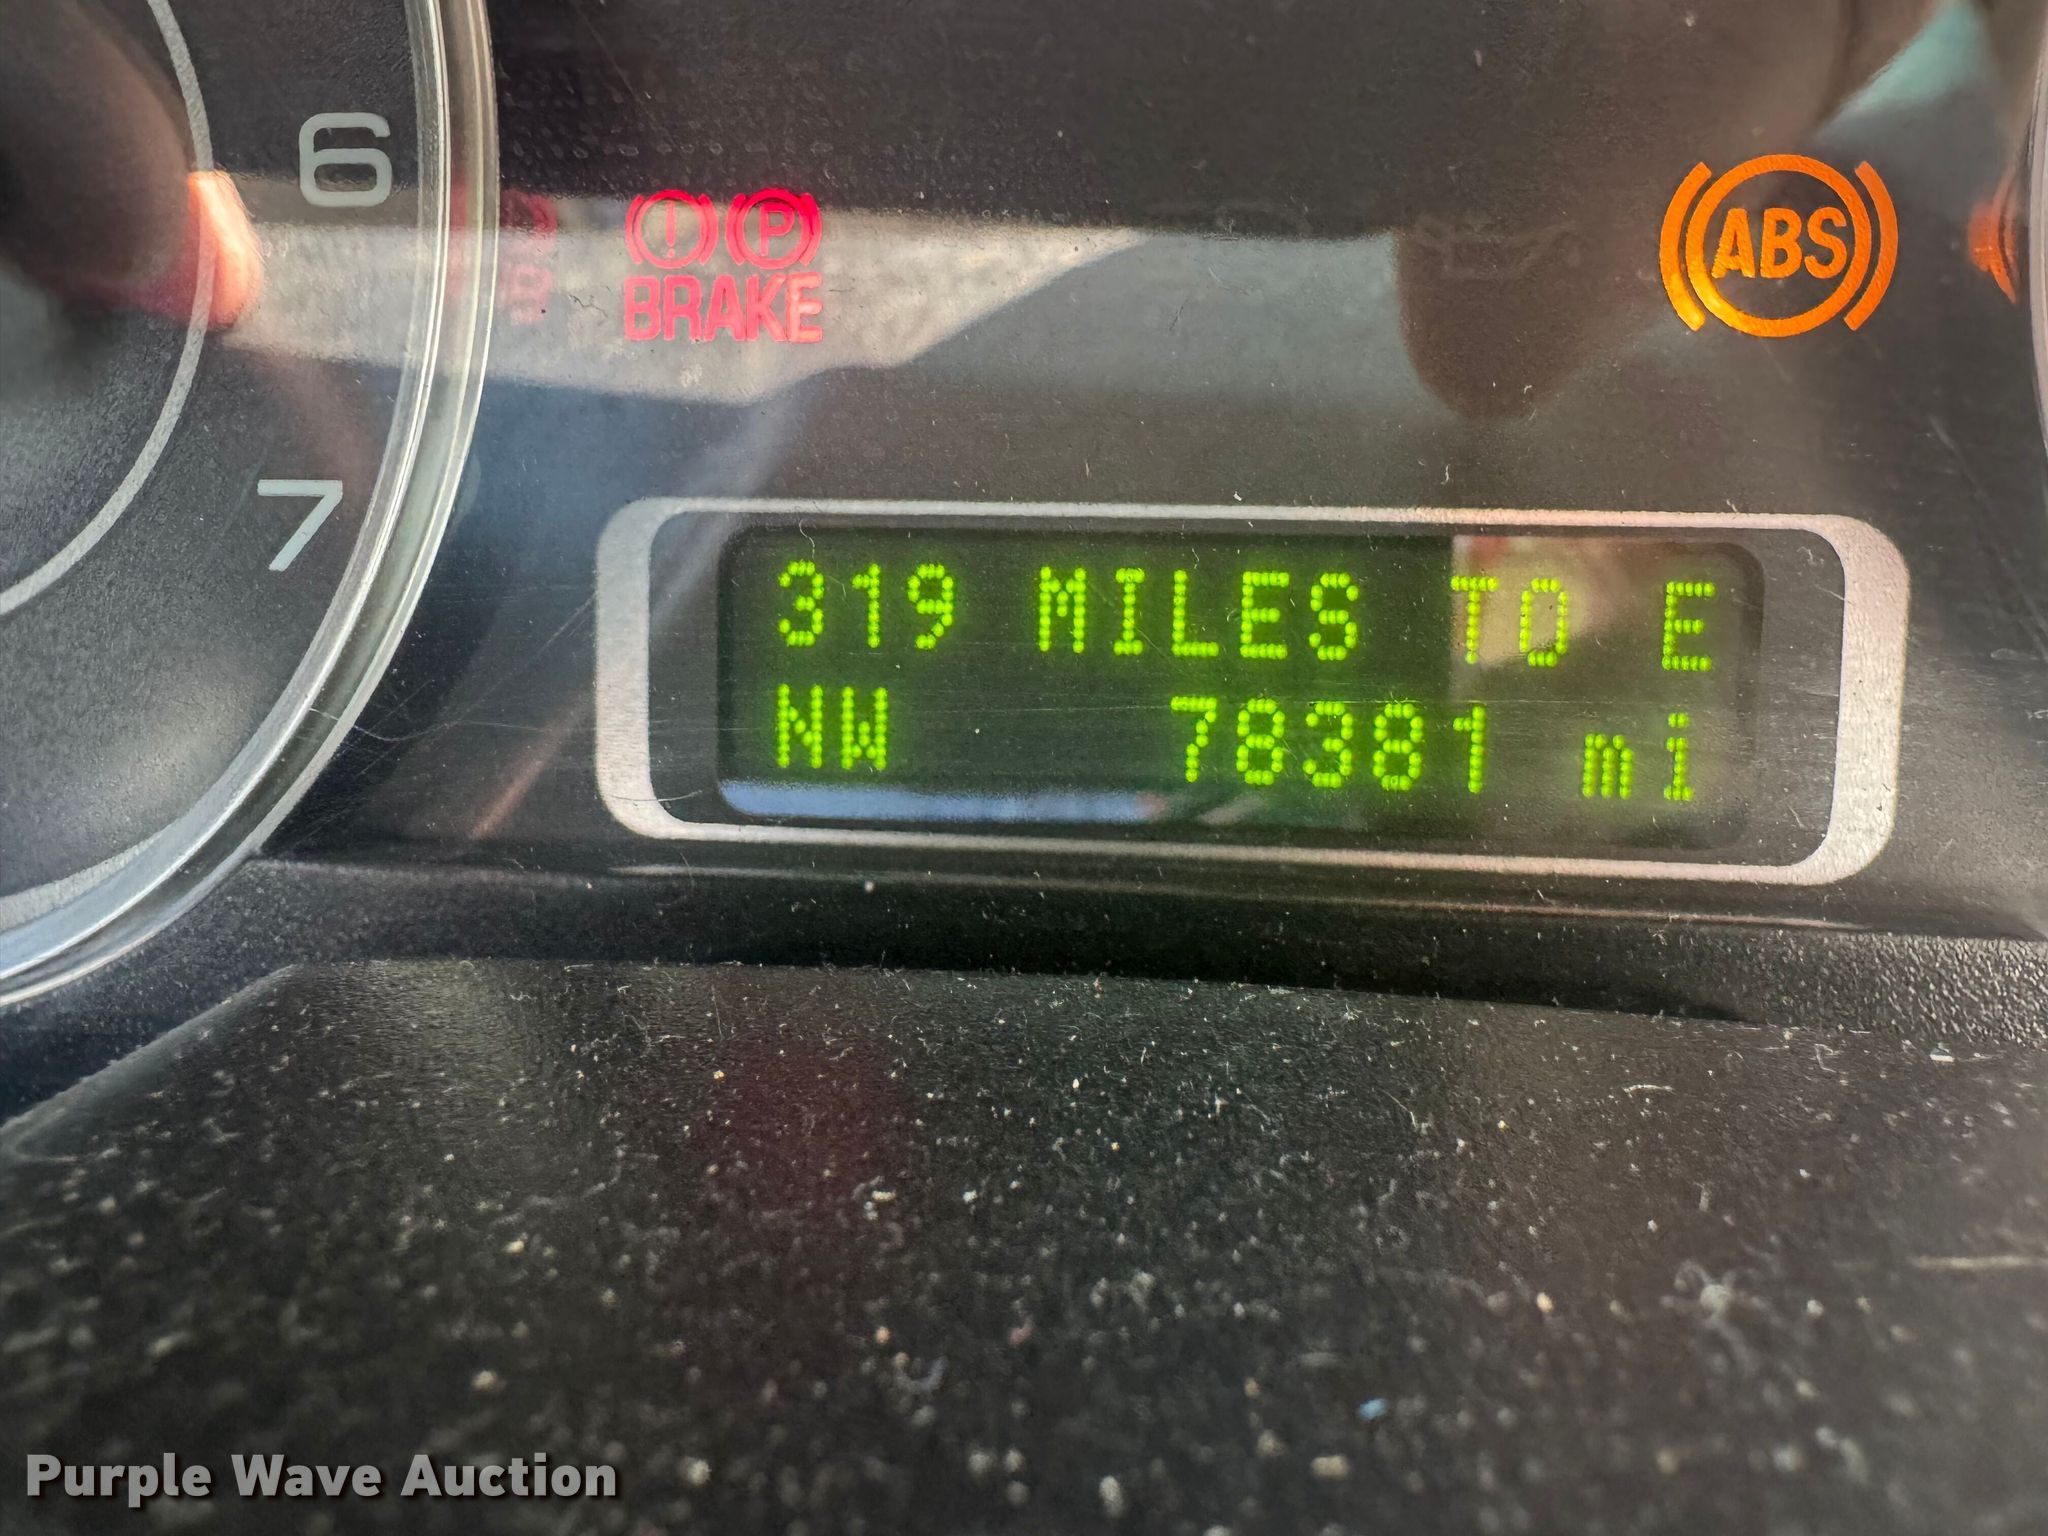 6
7
! P
BRAKE
ABS
319 MILES TO E
NW 78381 mi
Purple Wave Auction